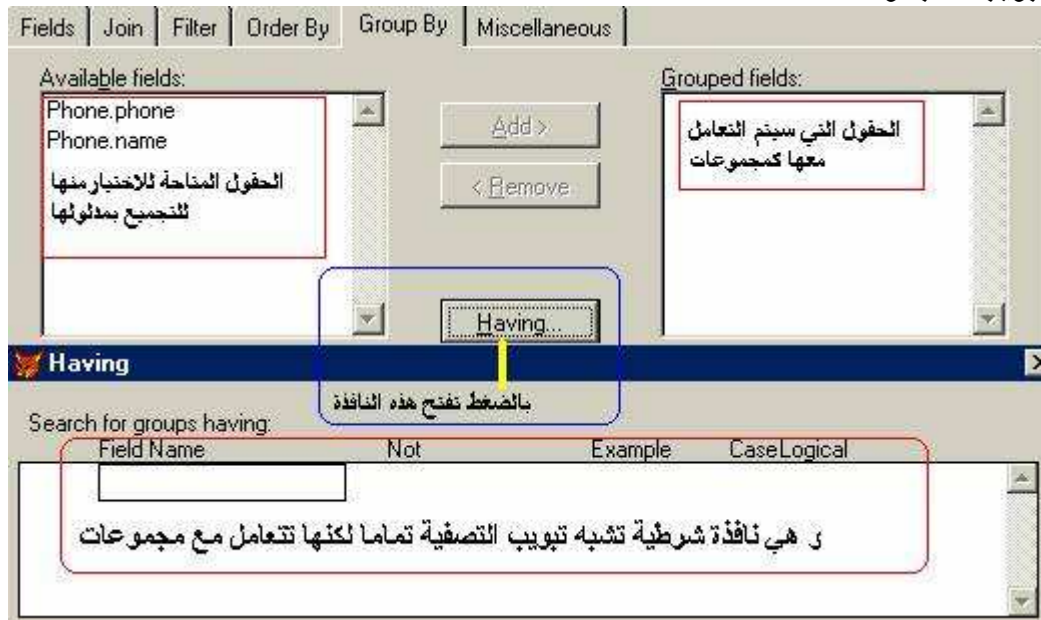 Fields Join Filter Order By Group By Miscellaneous
Available fields:
Grouped fields:
Phone.phone
Phone.name
الحقول المتاحة للاختيار منها
للتجميع بمدلولها
Add >
< Remove
الحقول التي سيتم التعامل
معها كمجموعات
Having...
Having
بالضغط تفتح هذه النافذة
Search for groups having:
Field Name Not Example Case Logical
و هي نافذة شرطية تشبه تبويب التصفية تماما لكنها تتعامل مع مجموعات